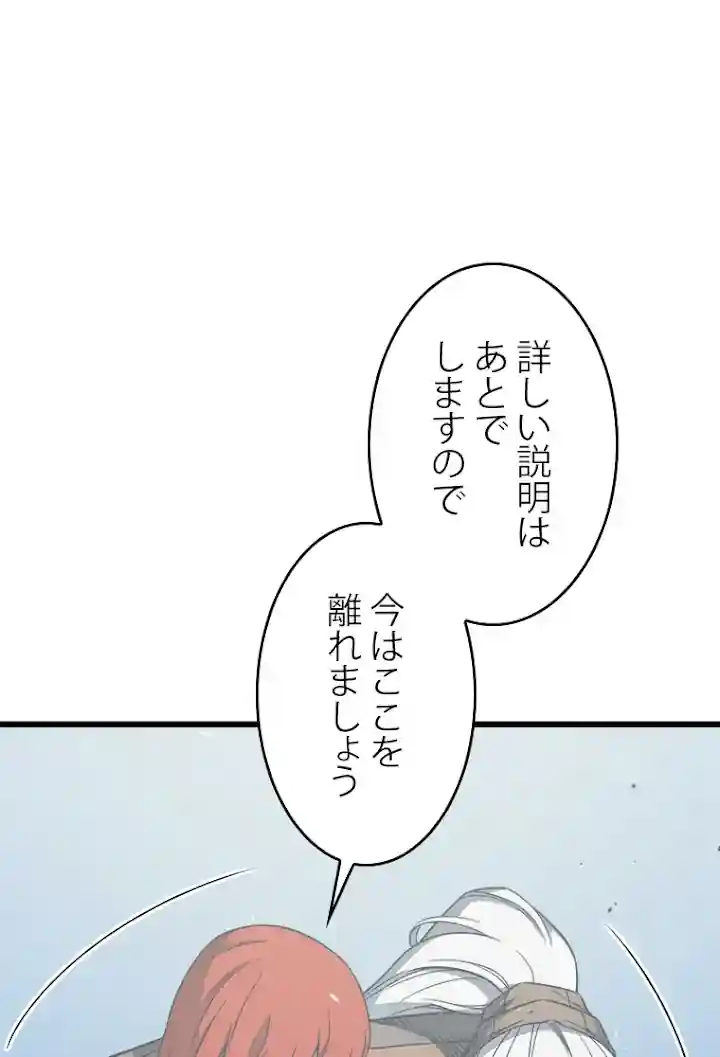 詳しい説明は
あとで
しますので
今はここを
離れましょう